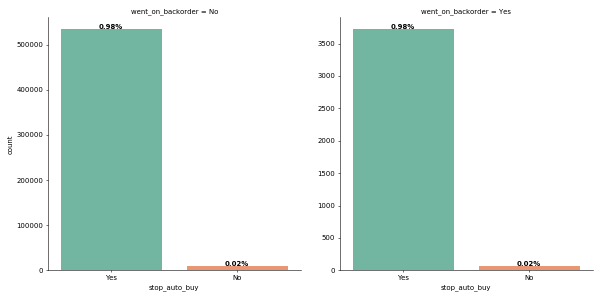 went_on_backorder = No
0.98%
0.02%
500000
400000
300000
200000
100000
0
count
Yes
No
stop_auto_buy
went_on_backorder = Yes
0.98%
0.02%
3500
3000
2500
2000
1500
1000
500
0
Yes
No
stop_auto_buy